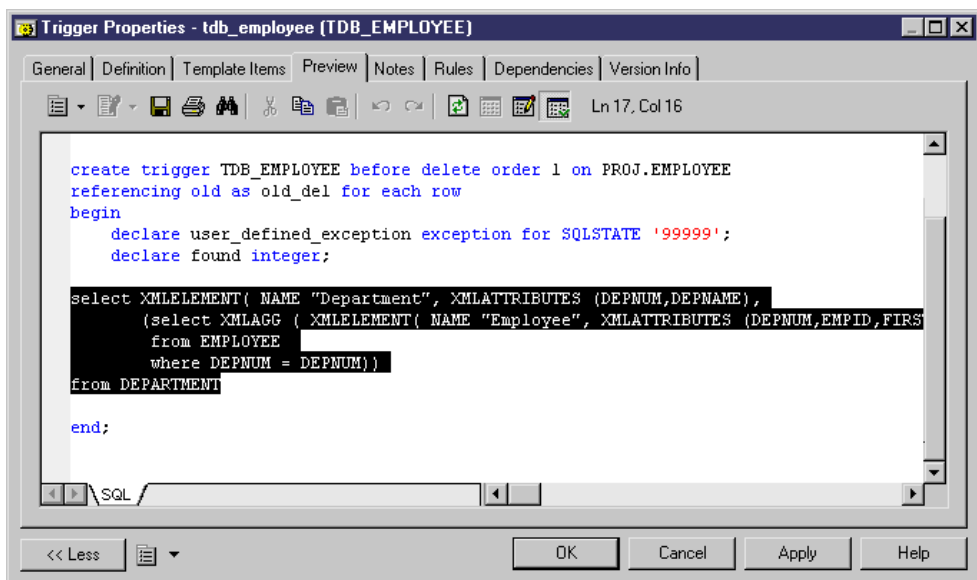 Trigger Properties - tdb_employee (TDB_EMPLOYEE)
General Definition Template Items Preview Notes Rules Dependencies Version Info
Ln 17, Col 16
create trigger TDB_EMPLOYEE before delete order 1 on PROJ.EMPLOYEE
referencing old as old_del for each row
begin
declare user_defined_exception exception for SQLSTATE '99999';
declare found integer;
select XMLELEMENT( NAME "Department", XMLATTRIBUTES (DEPNUM,DEPNAME),
(select XMLAGG ( XMLELEMENT( NAME "Employee", XMLATTRIBUTES (DEPNUM,EMPID,FIRS
from EMPLOYEE
where DEPNUM = DEPNUM))
from DEPARTMENT
end;
SQL
<< Less OK Cancel Apply Help